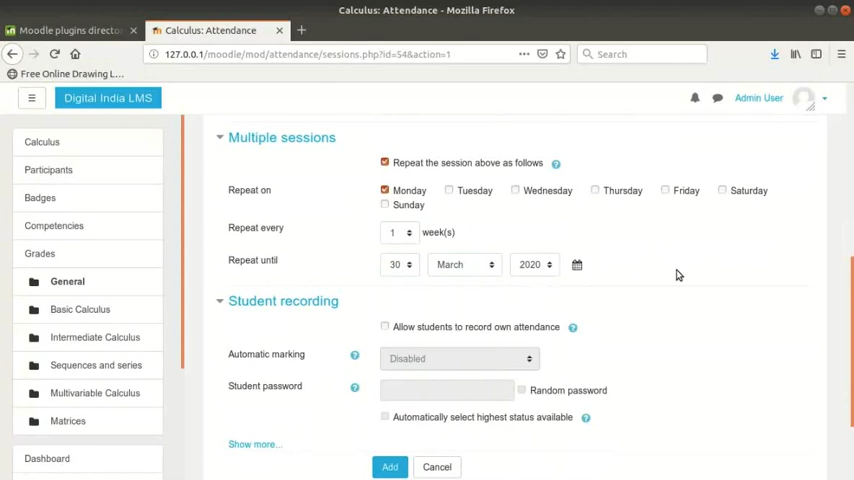 Calculus: Attendance - Mozilla Firefox
Moodle plugins director
Calculus: Attendance
127.0.0.1/moodle/mod/attendance/sessions.php?id=54&action=1
Search
Free Online Drawing L…
Digital India LMS
Admin User
Calculus
Participants
Badges
Competencies
Grades
General
Basic Calculus
Intermediate Calculus
Sequences and series
Multivariable Calculus
Matrices
Dashboard
Multiple sessions
Repeat the session above as follows
Repeat on
Monday Tuesday Wednesday Thursday Friday Saturday
Sunday
Repeat every 1 week(s)
Repeat until 30 March 2020
Student recording
Allow students to record own attendance
Automatic marking Disabled
Student password Random password
Automatically select highest status available
Show more...
Add Cancel